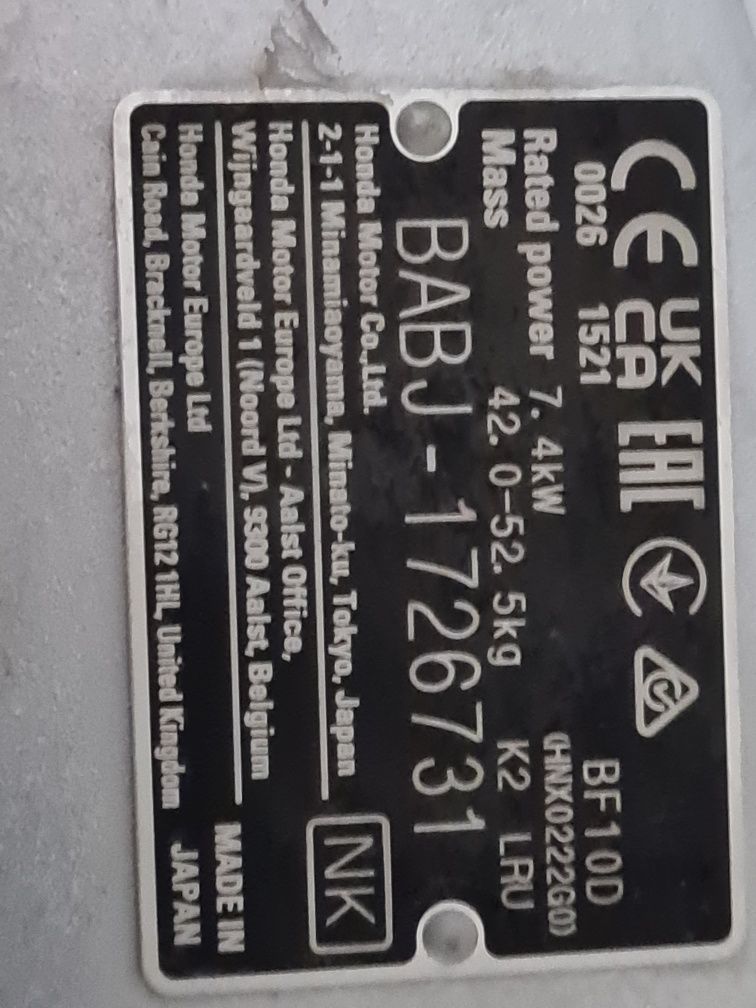 CE UKCA EAC
0026 1521 BF10D
Rated power 7.4kW (HNX0222G0)
Mass 42.0-52.5kg K2 LRU
BABJ-1726731
Honda Motor Co.,Ltd.
2-1-1 Minamiaoyama, Minato-ku, Tokyo, Japan
NK
Honda Motor Europe Ltd - Aalst Office,
Wijngaardveld 1 (Noord V), 9300 Aalst, Belgium
Honda Motor Europe Ltd
Cain Road, Bracknell, Berkshire, RG12 1HL, United Kingdom
MADE IN
JAPAN